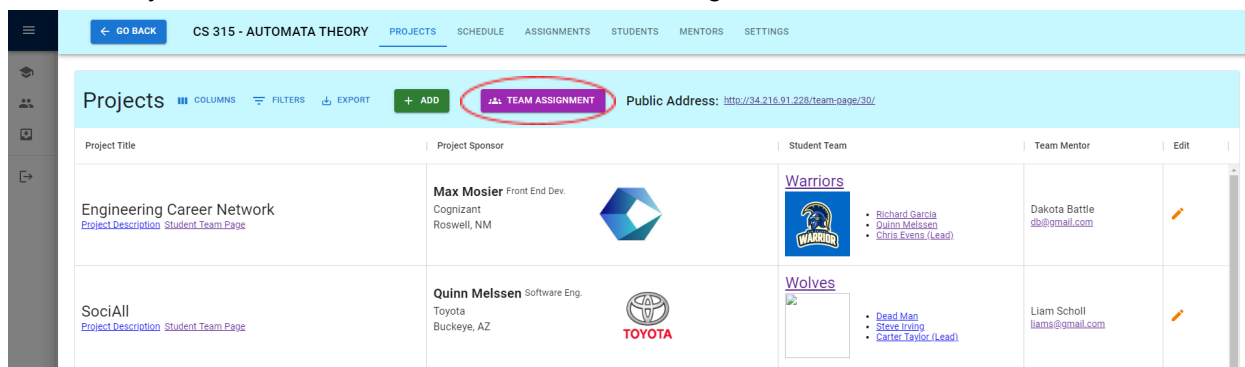 GO BACK CS 315 - AUTOMATA THEORY PROJECTS SCHEDULE ASSIGNMENTS STUDENTS MENTORS SETTINGS
Projects COLUMNS FILTERS EXPORT + ADD TEAM ASSIGNMENT Public Address: http://34.216.91.228/team-page/30/
Project Title Project Sponsor Student Team Team Mentor Edit
Engineering Career Network
Project Description Student Team Page
Max Mosier Front End Dev.
Cognizant
Roswell, NM
Warriors
WARRIOR
• Richard Garcia
• Quinn Melssen
• Chris Evens (Lead)
Dakota Battle
db@gmail.com
SociAll
Project Description Student Team Page
Quinn Melssen Software Eng.
Toyota
Buckeye, AZ
TOYOTA
Wolves
• Dead Man
• Steve Irving
• Carter Taylor (Lead)
Liam Scholl
liams@gmail.com